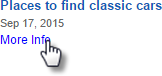 Places to find classic cars
Sep 17, 2015
More Info